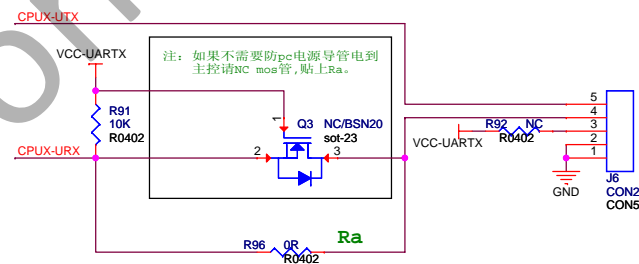 CPUX-UTX
VCC-UARTX
注: 如果不需要防pc电源导管电到
主控请NC mos管,贴上Ra。
R91
10K
R0402
1
Q3 NC/BSN20
sot-23
2
3
CPUX-URX
R96 0R
R0402
Ra
VCC-UARTX
R92 NC
R0402
5
4
3
2
1
GND
J6
CON2
CON5